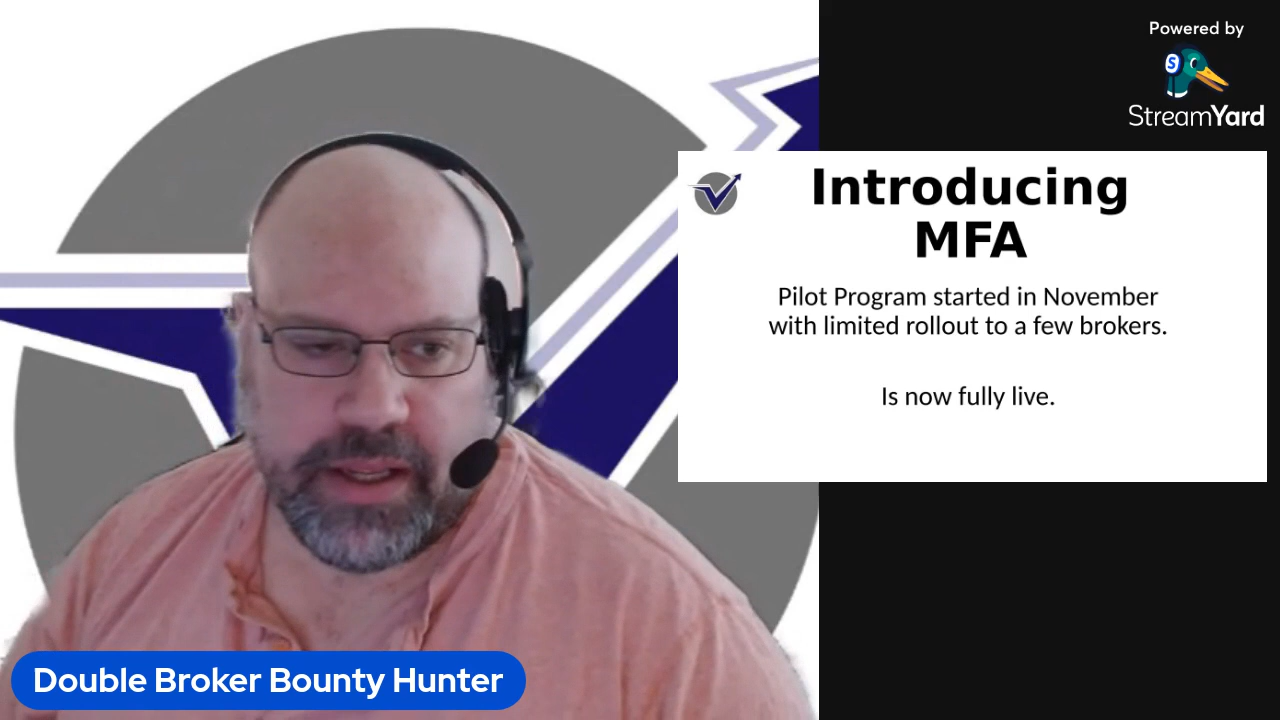 Powered by
StreamYard
Introducing
MFA
Pilot Program started in November
with limited rollout to a few brokers.
Is now fully live.
Double Broker Bounty Hunter